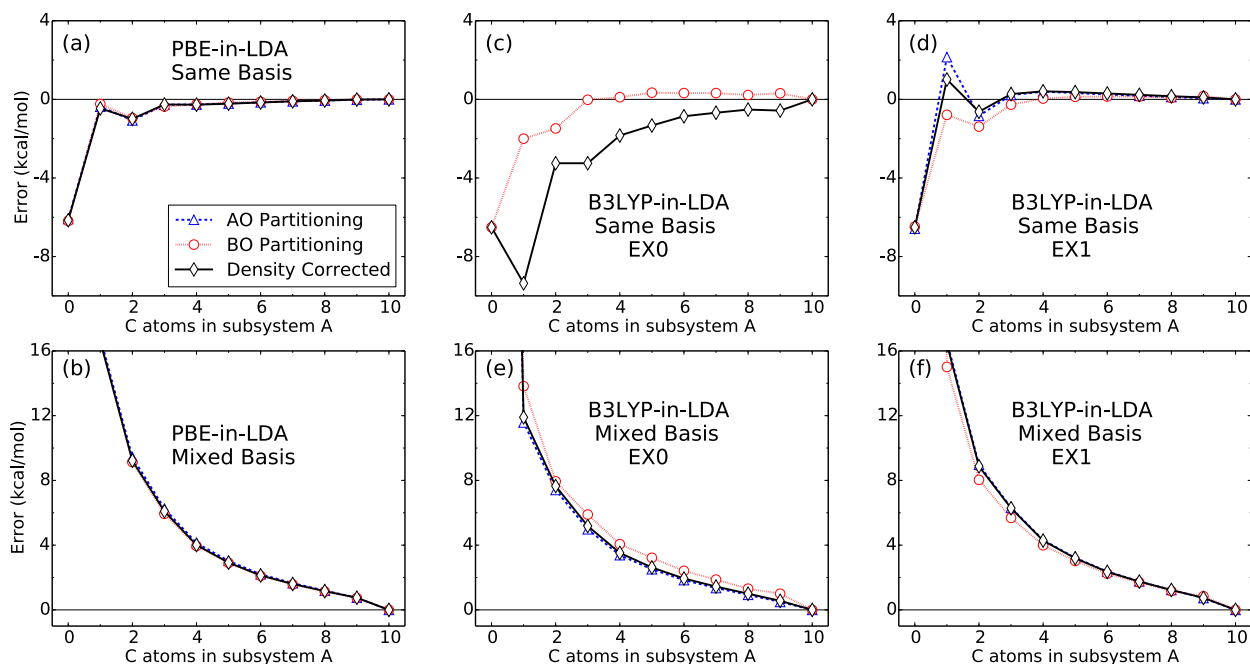 (a)
PBE-in-LDA
Same Basis
4
0
-4
-8
Error (kcal/mol)
AO Partitioning
BO Partitioning
Density Corrected
0 2 4 6 8 10
C atoms in subsystem A
(c)
4
0
-4
-8
B3LYP-in-LDA
Same Basis
EX0
0 2 4 6 8 10
C atoms in subsystem A
(d)
4
0
-4
-8
B3LYP-in-LDA
Same Basis
EX1
0 2 4 6 8 10
C atoms in subsystem A
(b)
16
12
8
4
0
Error (kcal/mol)
PBE-in-LDA
Mixed Basis
0 2 4 6 8 10
C atoms in subsystem A
(e)
16
12
8
4
0
B3LYP-in-LDA
Mixed Basis
EX0
0 2 4 6 8 10
C atoms in subsystem A
(f)
16
12
8
4
0
B3LYP-in-LDA
Mixed Basis
EX1
0 2 4 6 8 10
C atoms in subsystem A